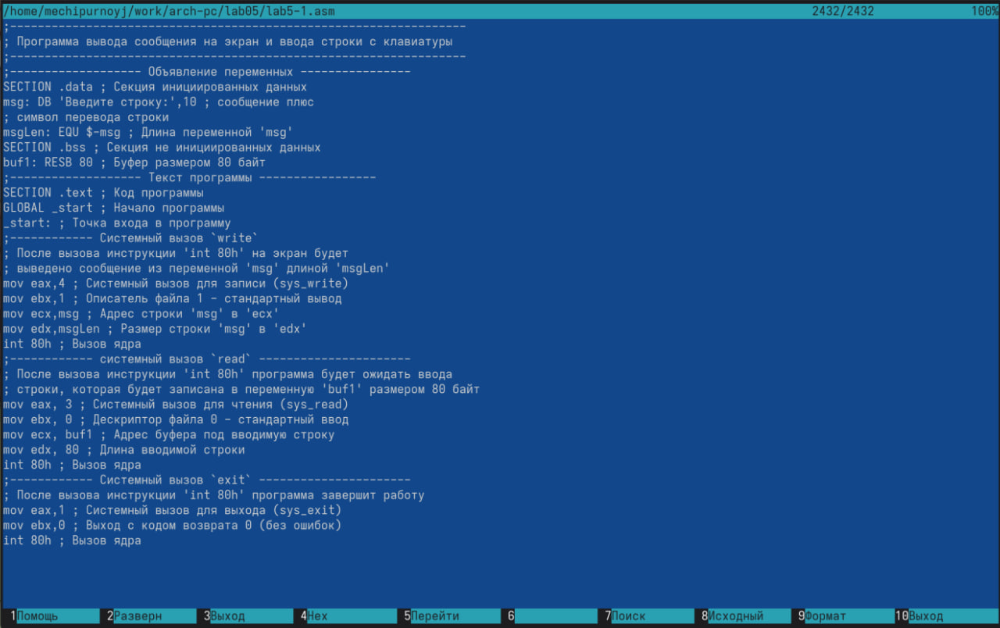 /home/mechipurnoyj/work/arch-pc/lab05/lab5-1.asm 2432/2432 100%
;------------------------------------------------------------------
; Программа вывода сообщения на экран и ввода строки с клавиатуры
;------------------------------------------------------------------
;------------------- Объявление переменных ----------------
SECTION .data ; Секция инициированных данных
msg: DB 'Введите строку:',10 ; сообщение плюс
; символ перевода строки
msgLen: EQU $-msg ; Длина переменной 'msg'
SECTION .bss ; Секция не инициированных данных
buf1: RESB 80 ; Буфер размером 80 байт
;------------------- Текст программы -----------------
SECTION .text ; Код программы
GLOBAL _start ; Начало программы
_start: ; Точка входа в программу
;------------ Системный вызов `write`
; После вызова инструкции 'int 80h' на экран будет
; выведено сообщение из переменной 'msg' длиной 'msgLen'
mov eax,4 ; Системный вызов для записи (sys_write)
mov ebx,1 ; Описатель файла 1 - стандартный вывод
mov ecx,msg ; Адрес строки 'msg' в 'ecx'
mov edx,msgLen ; Размер строки 'msg' в 'edx'
int 80h ; Вызов ядра
;------------ системный вызов `read` ----------------------
; После вызова инструкции 'int 80h' программа будет ожидать ввода
; строки, которая будет записана в переменную 'buf1' размером 80 байт
mov eax, 3 ; Системный вызов для чтения (sys_read)
mov ebx, 0 ; Дескриптор файла 0 - стандартный ввод
mov ecx, buf1 ; Адрес буфера под вводимую строку
mov edx, 80 ; Длина вводимой строки
int 80h ; Вызов ядра
;------------ Системный вызов `exit` ----------------------
; После вызова инструкции 'int 80h' программа завершит работу
mov eax,1 ; Системный вызов для выхода (sys_exit)
mov ebx,0 ; Выход с кодом возврата 0 (без ошибок)
int 80h ; Вызов ядра
1Помощь 2Разверн 3Выход 4Hex 5Перейти 6 7Поиск 8Исходный 9Формат 10Выход